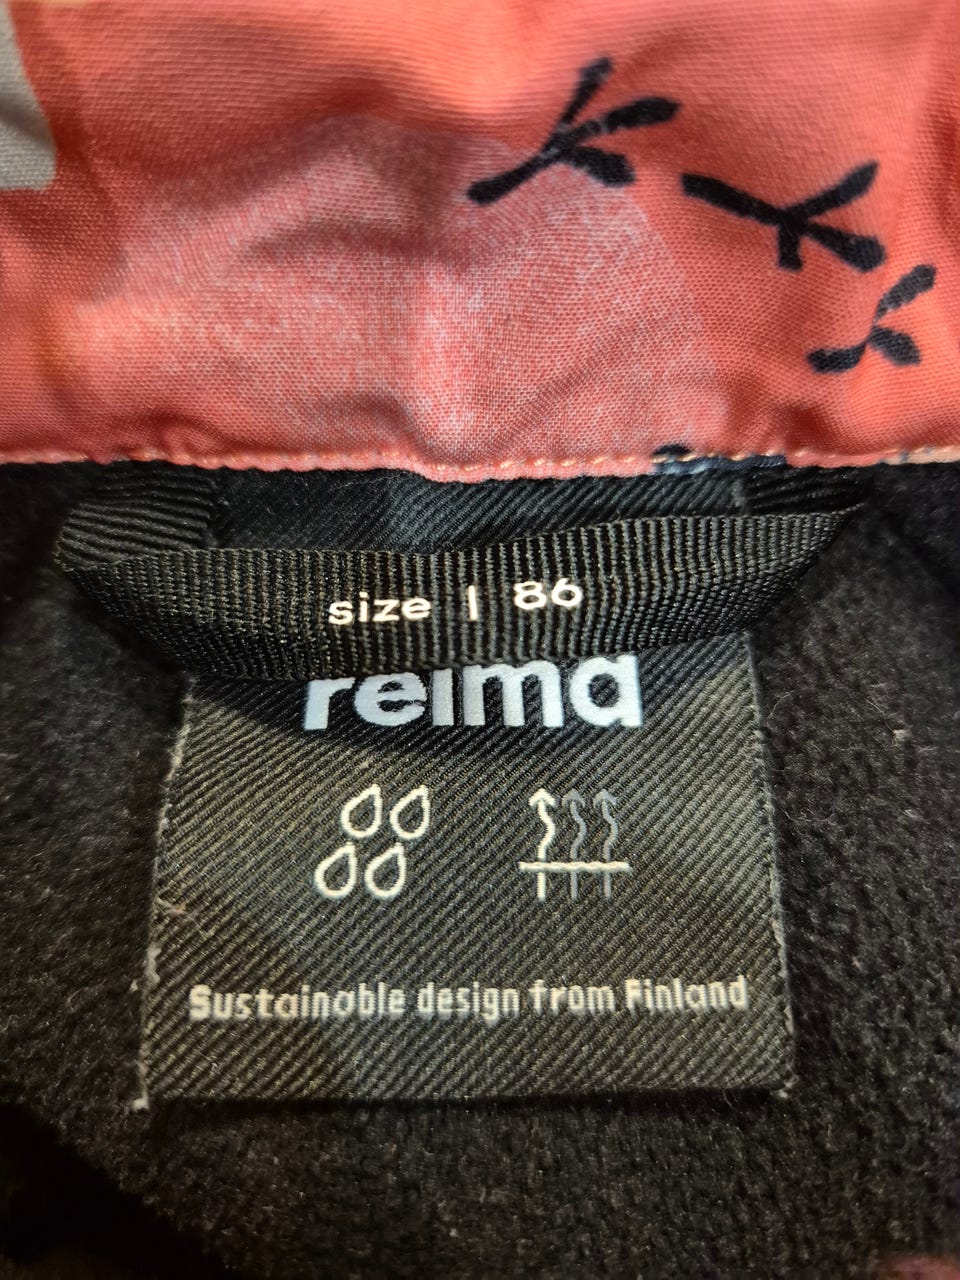 size | 86
reima
Sustainable design from Finland